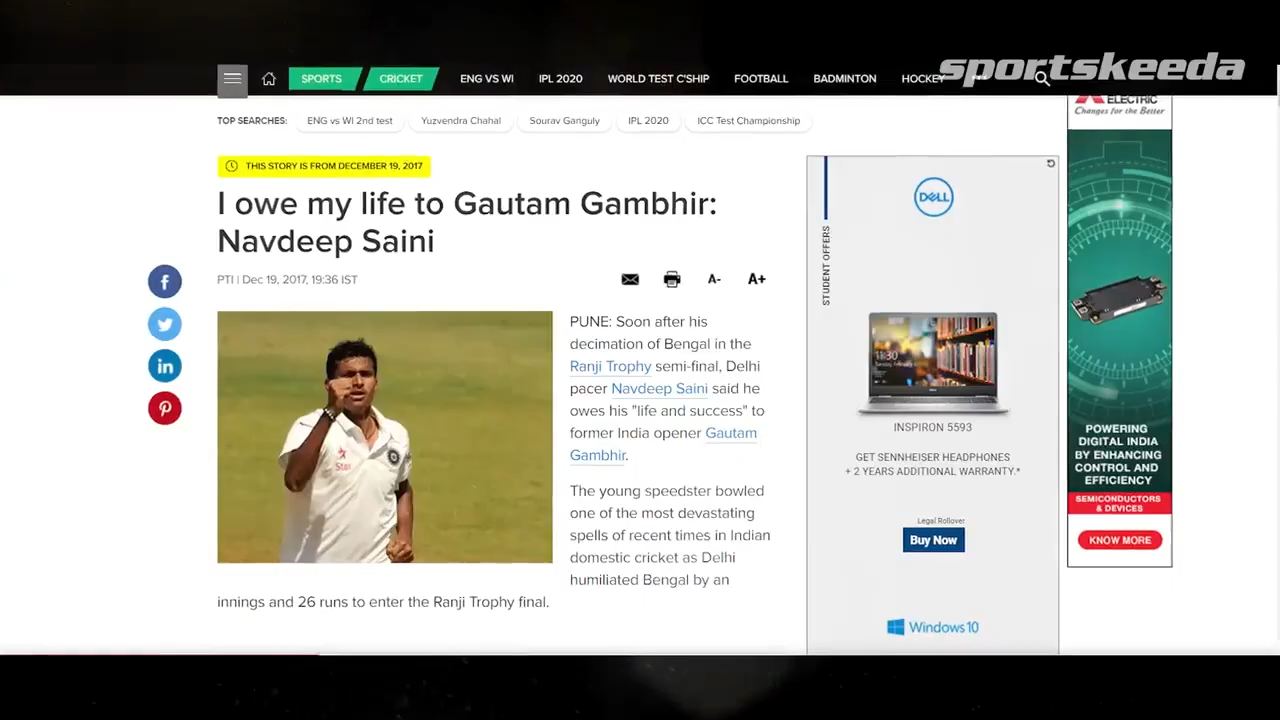 sportskeeda
SPORTS
CRICKET
ENG VS WI
IPL 2020
WORLD TEST C'SHIP
FOOTBALL
BADMINTON
HOCKEY
TOP SEARCHES:
ENG vs WI 2nd test
Yuzvendra Chahal
Sourav Ganguly
IPL 2020
ICC Test Championship
THIS STORY IS FROM DECEMBER 19, 2017
I owe my life to Gautam Gambhir:
Navdeep Saini
PTI | Dec 19, 2017, 19:36 IST
A-
A+
f
in
Star
PUNE: Soon after his
decimation of Bengal in the
Ranji Trophy semi-final, Delhi
pacer Navdeep Saini said he
owes his "life and success" to
former India opener Gautam
Gambhir.
The young speedster bowled
one of the most devastating
spells of recent times in Indian
domestic cricket as Delhi
humiliated Bengal by an
innings and 26 runs to enter the Ranji Trophy final.
STUDENT OFFERS
DELL
11:30
INSPIRON 5593
GET SENNHEISER HEADPHONES
+ 2 YEARS ADDITIONAL WARRANTY.*
Legal Rollover
Buy Now
Windows 10
ELECTRIC
Changes for the Better
POWERING
DIGITAL INDIA
BY ENHANCING
CONTROL AND
EFFICIENCY
SEMICONDUCTORS
& DEVICES
KNOW MORE